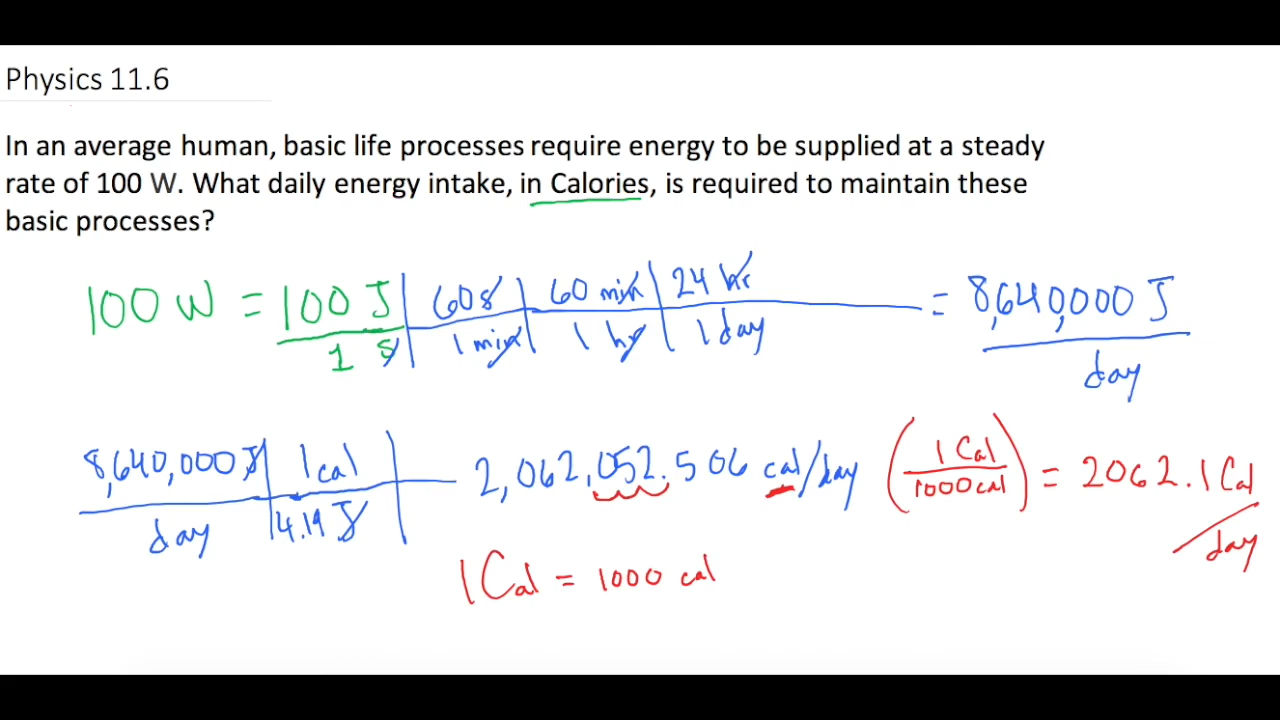 Physics 11.6
In an average human, basic life processes require energy to be supplied at a steady
rate of 100 W. What daily energy intake, in Calories, is required to maintain these
basic processes?
100 W = 100 J | 60 s | 60 min | 24 hr = 8,640,000 J
1 s | 1 min | 1 hr | 1 day day
8,640,000 J | 1 cal | 2,062,052.506 cal/day (1 Cal / 1000 cal) = 2062.1 Cal/day
day | 4.19 J
1 Cal = 1000 cal